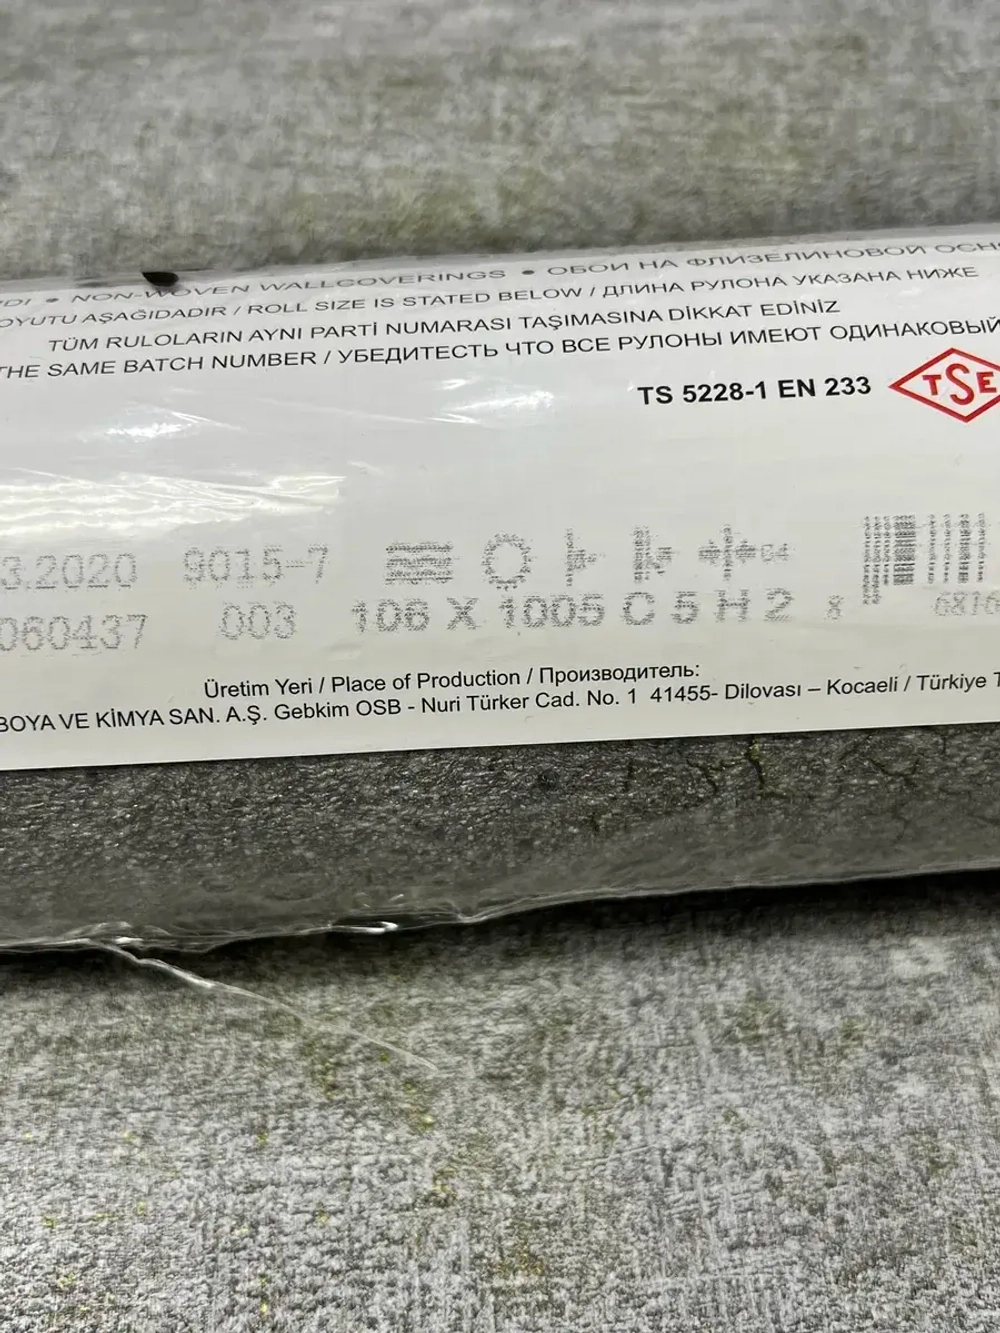 • NON-WOVEN WALLCOVERINGS • ОБОИ НА ФЛИЗЕЛИНОВОЙ
AŞAĞIDADIR / ROLL SIZE IS STATED BELOW / ДЛИНА РУЛОНА УКАЗАНА НИЖЕ
TÜM RULOLARIN AYNI PARTİ NUMARASI TAŞIMASINA DİKKAT EDİNİZ
THE SAME BATCH NUMBER / УБЕДИТЕСТЬ ЧТО ВСЕ РУЛОНЫ ИМЕЮТ ОДИНАКОВЫЙ
TS 5228-1 EN 233
TSE
3.2020 9015-7 64
060437 003 106 X 1005 C 5 H 2 8 6816
Üretim Yeri / Place of Production / Производитель:
BOYA VE KİMYA SAN. A.Ş. Gebkim OSB - Nuri Türker Cad. No. 1 41455- Dilovası – Kocaeli / Türkiye